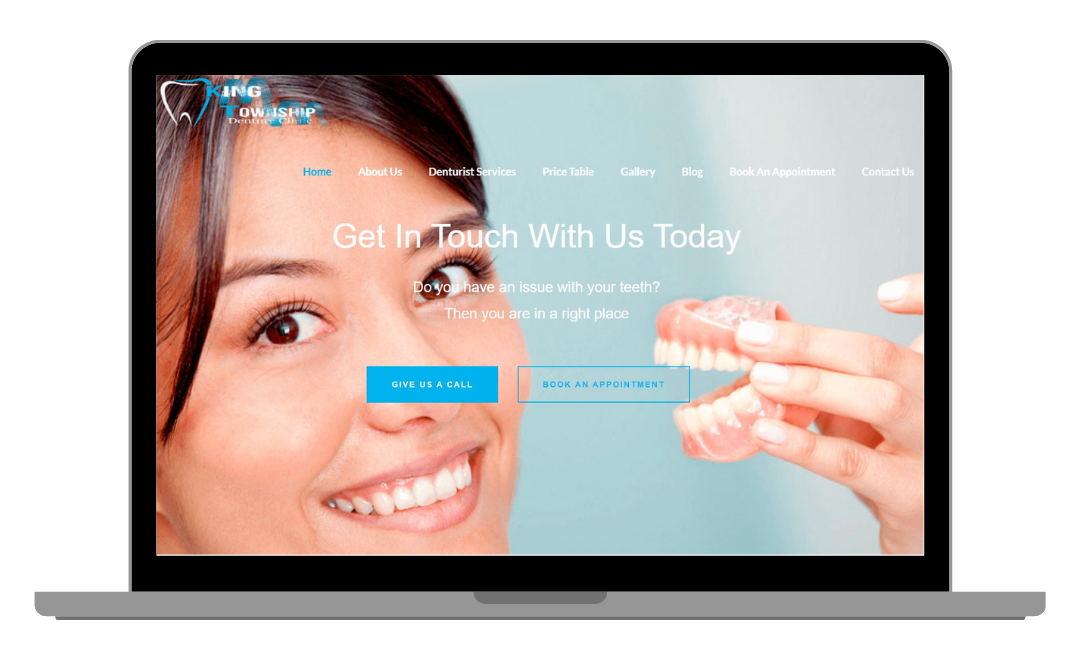 KING
TOWNSHIP
Denture Clinic
Home About Us Denturist Services Price Table Gallery Blog Book An Appointment Contact Us
Get In Touch With Us Today
Do you have an issue with your teeth?
Then you are in a right place
GIVE US A CALL BOOK AN APPOINTMENT